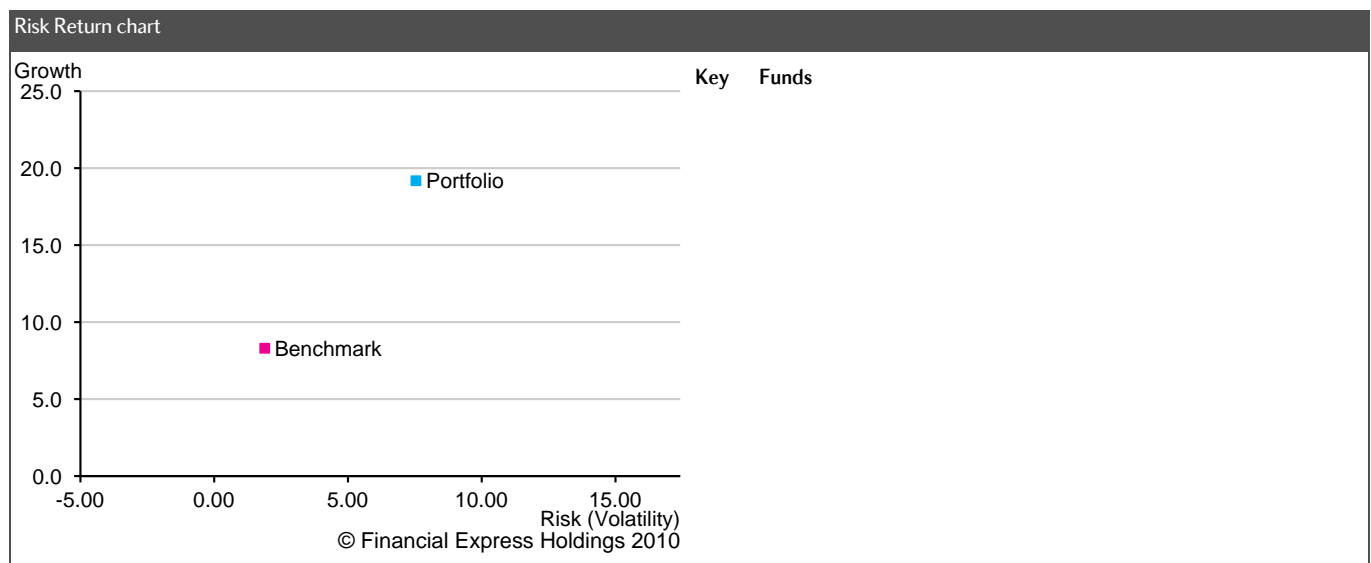 Risk Return chart
Growth
Key Funds
25.0
20.0
Portfolio
15.0
10.0
Benchmark
5.0
0.0
-5.00 0.00 5.00 10.00 15.00
Risk (Volatility)
© Financial Express Holdings 2010